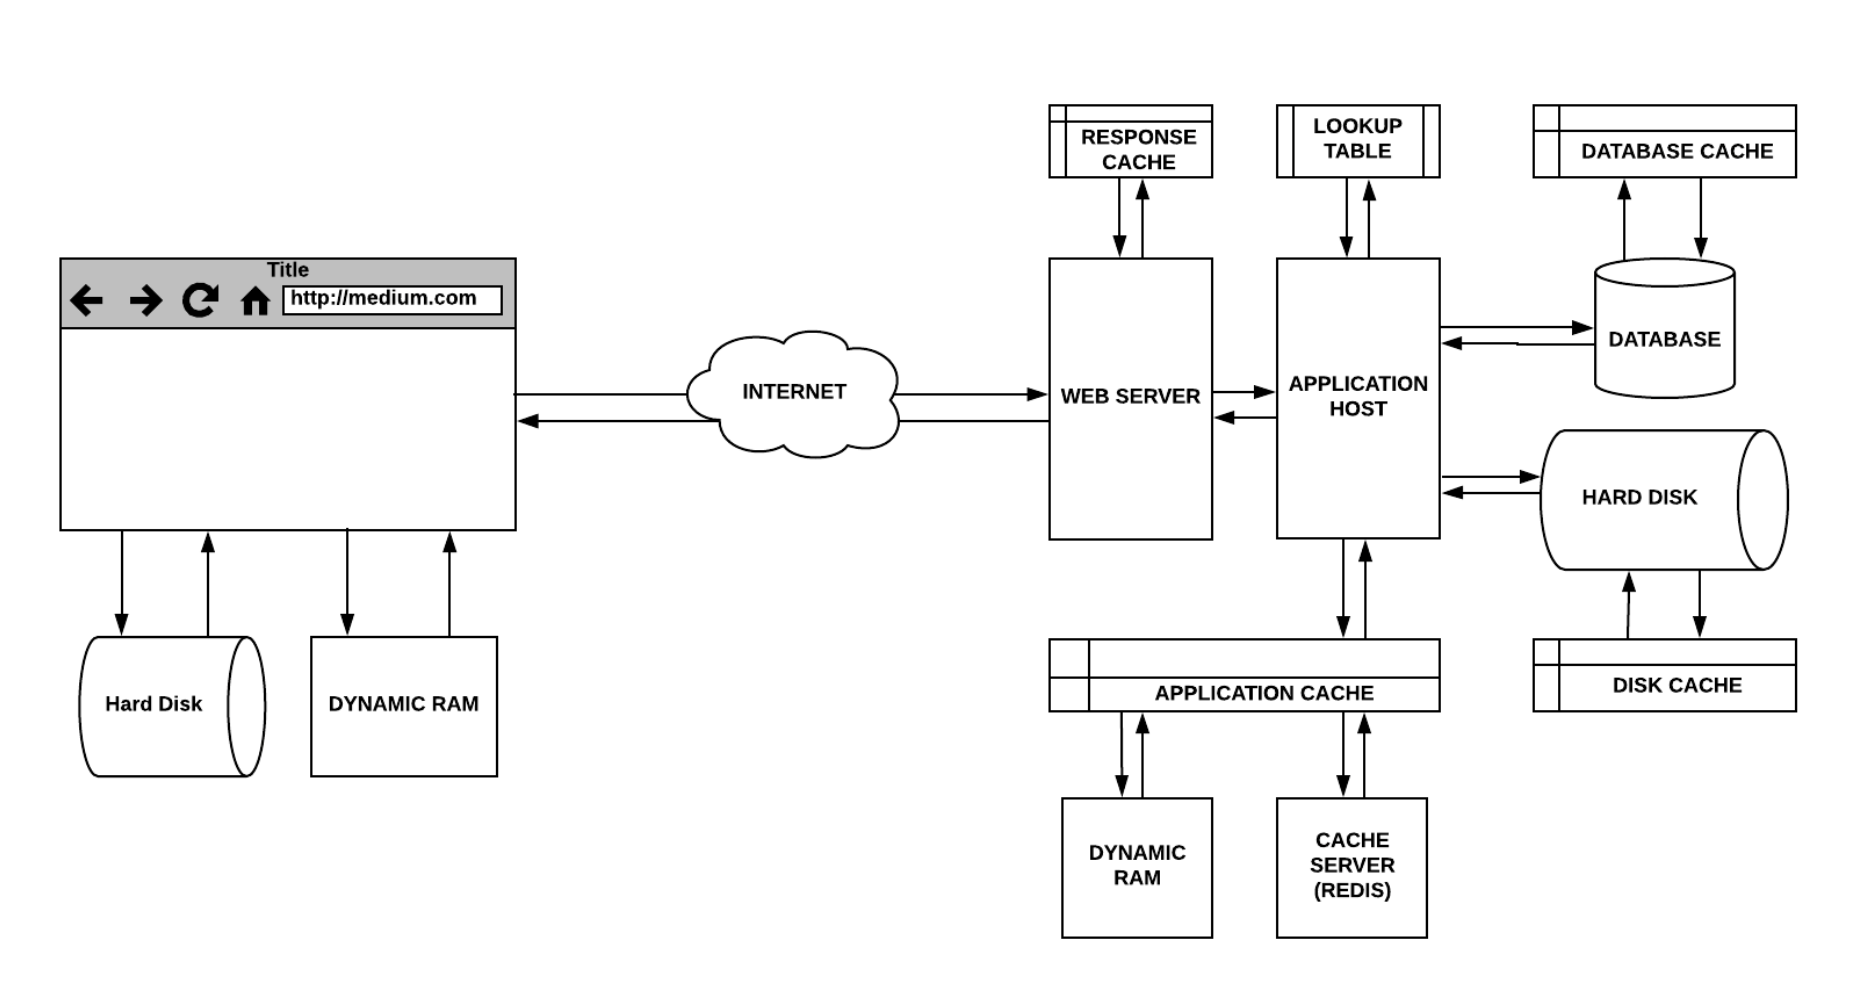 Title
http://medium.com
Hard Disk
DYNAMIC RAM
INTERNET
RESPONSE
CACHE
WEB SERVER
LOOKUP
TABLE
APPLICATION
HOST
DATABASE CACHE
DATABASE
HARD DISK
DISK CACHE
APPLICATION CACHE
DYNAMIC
RAM
CACHE
SERVER
(REDIS)